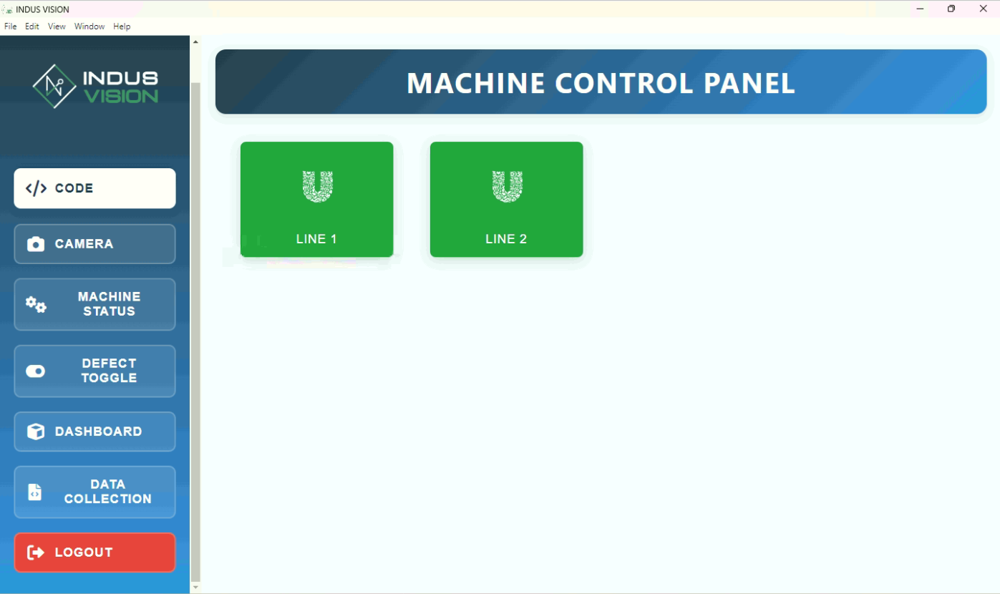 INDUS VISION
File Edit View Window Help
INDUS
VISION
MACHINE CONTROL PANEL
CODE
CAMERA
MACHINE
STATUS
DEFECT
TOGGLE
DASHBOARD
DATA
COLLECTION
LOGOUT
LINE 1
LINE 2